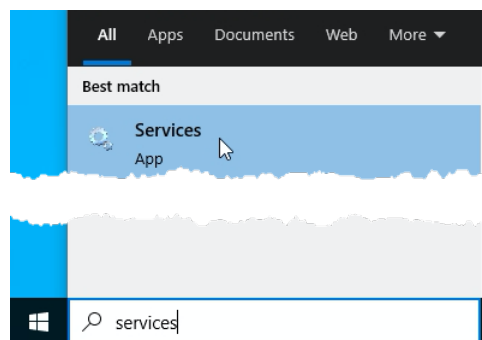 All Apps Documents Web More
Best match
Services
App
services